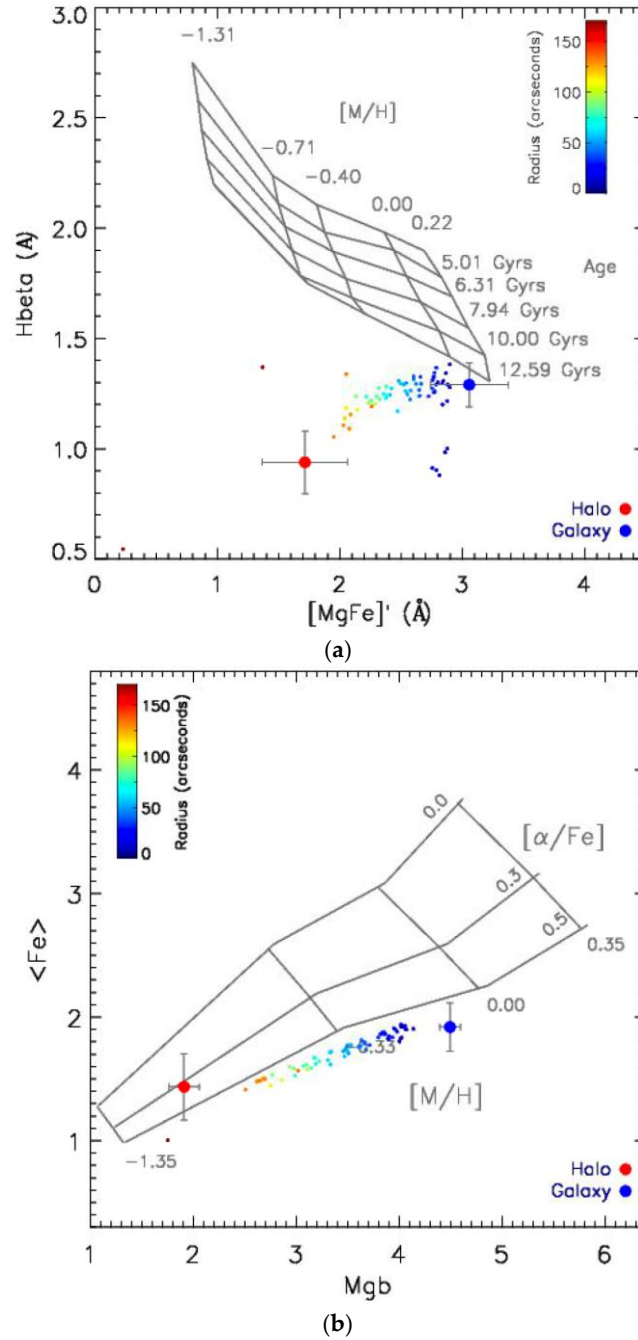 3.0
−1.31
150
[M/H]
100
Radius (arcseconds)
2.5
50
−0.71
−0.40
0
0.00
0.22
2.0
Hbeta (Å)
5.01 Gyrs
6.31 Gyrs
Age
7.94 Gyrs
1.5
10.00 Gyrs
12.59 Gyrs
1.0
Halo
Galaxy
0.5
0 1 2 3 4
[MgFe]' (Å)
(a)
150
100
Radius (arcseconds)
50
0
4
0.0
[α/Fe]
0.3
3
0.5
0.35
<Fe>
0.00
2
0.33
[M/H]
1
−1.35
Halo
Galaxy
1 2 3 4 5 6
Mgb
(b)